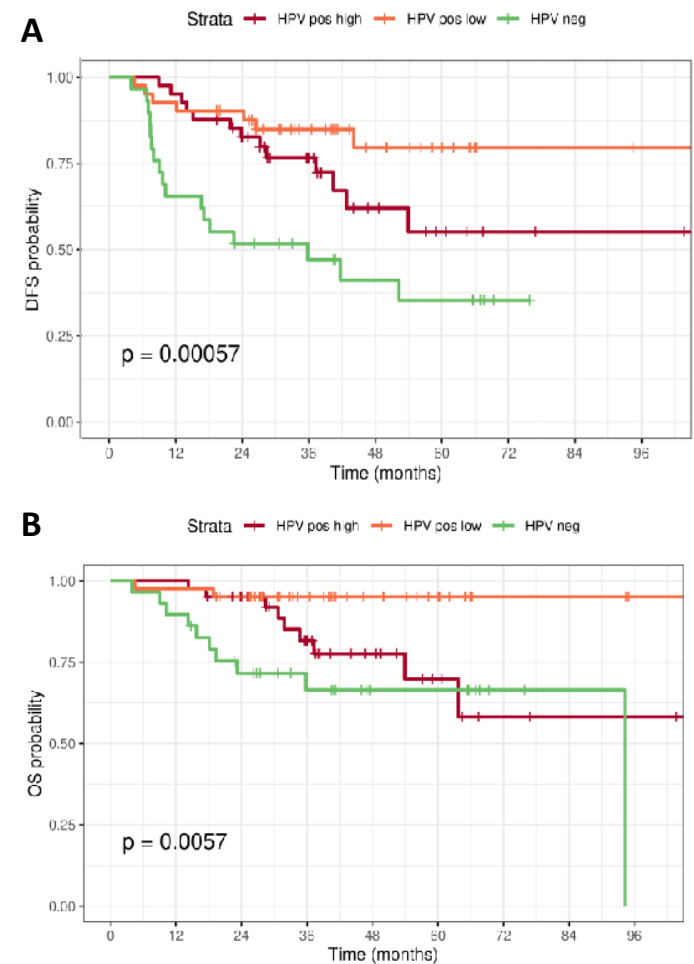 A
Strata HPV pos high HPV pos low HPV neg
DFS probability
1.00
0.75
0.50
0.25
0.00
p = 0.00057
0 12 24 36 48 60 72 84 96
Time (months)
B
Strata HPV pos high HPV pos low HPV neg
OS probability
1.00
0.75
0.50
0.25
0.00
p = 0.0057
0 12 24 36 48 60 72 84 96
Time (months)